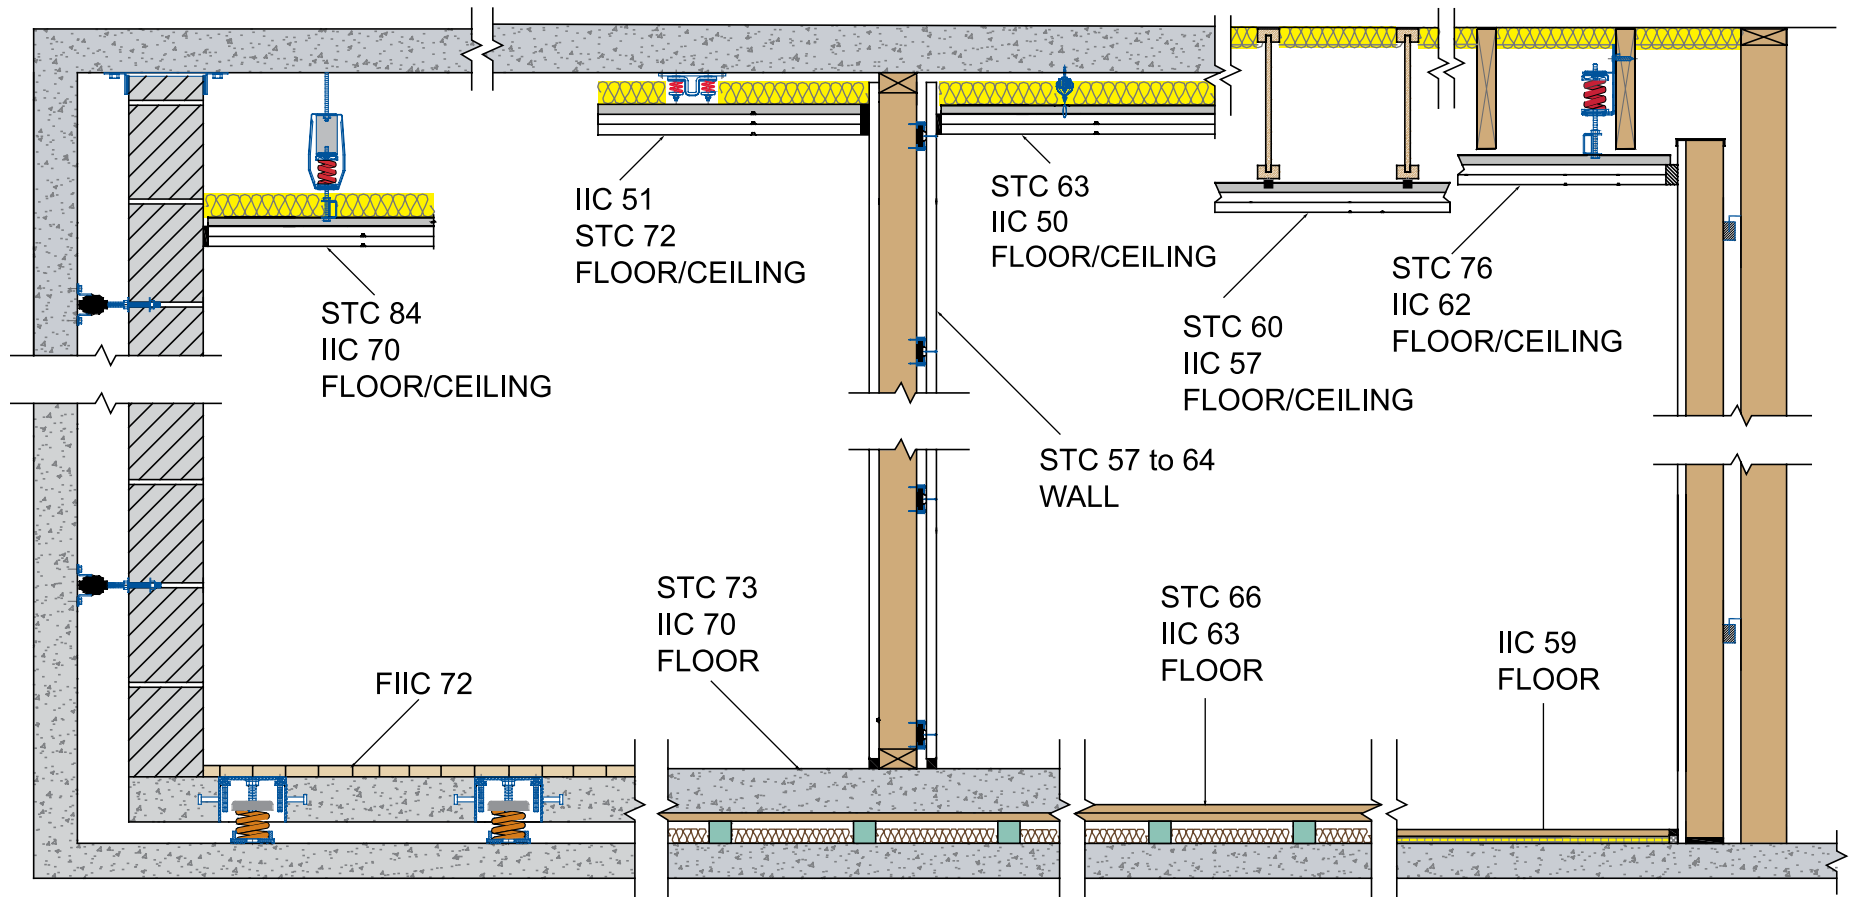 STC 84
IIC 70
FLOOR/CEILING
IIC 51
STC 72
FLOOR/CEILING
STC 63
IIC 50
FLOOR/CEILING
STC 60
IIC 57
FLOOR/CEILING
STC 76
IIC 62
FLOOR/CEILING
STC 57 to 64
WALL
FIIC 72
STC 73
IIC 70
FLOOR
STC 66
IIC 63
FLOOR
IIC 59
FLOOR